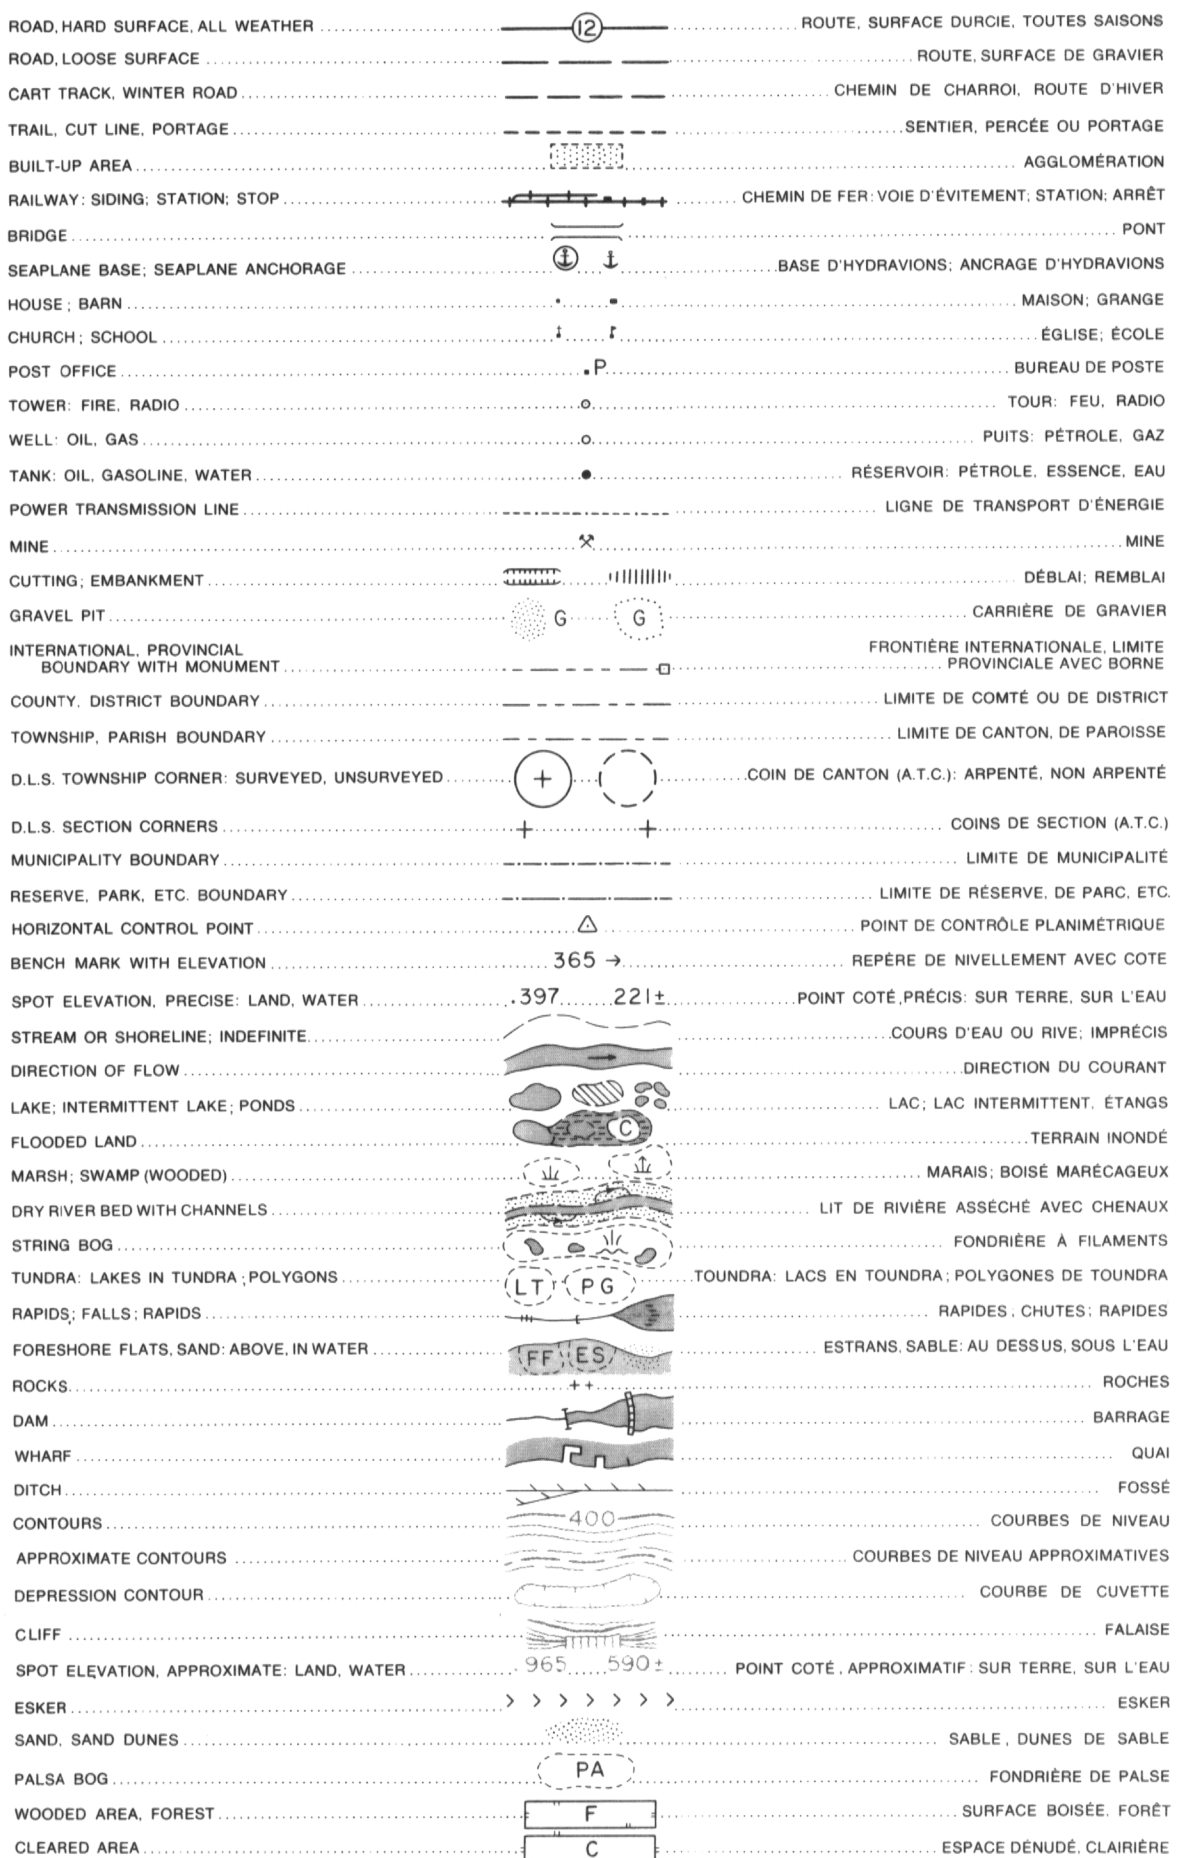 ROAD, HARD SURFACE, ALL WEATHER 12 ROUTE, SURFACE DURCIE, TOUTES SAISONS
ROAD, LOOSE SURFACE ROUTE, SURFACE DE GRAVIER
CART TRACK, WINTER ROAD CHEMIN DE CHARROI, ROUTE D'HIVER
TRAIL, CUT LINE, PORTAGE SENTIER, PERCÉE OU PORTAGE
BUILT-UP AREA AGGLOMÉRATION
RAILWAY: SIDING; STATION; STOP CHEMIN DE FER: VOIE D'ÉVITEMENT; STATION; ARRÊT
BRIDGE PONT
SEAPLANE BASE; SEAPLANE ANCHORAGE BASE D'HYDRAVIONS; ANCRAGE D'HYDRAVIONS
HOUSE; BARN MAISON; GRANGE
CHURCH; SCHOOL ÉGLISE; ÉCOLE
POST OFFICE P BUREAU DE POSTE
TOWER: FIRE, RADIO TOUR: FEU, RADIO
WELL: OIL, GAS PUITS: PÉTROLE, GAZ
TANK: OIL, GASOLINE, WATER RÉSERVOIR: PÉTROLE, ESSENCE, EAU
POWER TRANSMISSION LINE LIGNE DE TRANSPORT D'ÉNERGIE
MINE MINE
CUTTING; EMBANKMENT DÉBLAI; REMBLAI
GRAVEL PIT G G CARRIÈRE DE GRAVIER
INTERNATIONAL, PROVINCIAL FRONTIÈRE INTERNATIONALE, LIMITE
BOUNDARY WITH MONUMENT PROVINCIALE AVEC BORNE
COUNTY, DISTRICT BOUNDARY LIMITE DE COMTÉ OU DE DISTRICT
TOWNSHIP, PARISH BOUNDARY LIMITE DE CANTON, DE PAROISSE
D.L.S. TOWNSHIP CORNER: SURVEYED, UNSURVEYED COIN DE CANTON (A.T.C.): ARPENTÉ, NON ARPENTÉ
D.L.S. SECTION CORNERS COINS DE SECTION (A.T.C.)
MUNICIPALITY BOUNDARY LIMITE DE MUNICIPALITÉ
RESERVE, PARK, ETC. BOUNDARY LIMITE DE RÉSERVE, DE PARC, ETC.
HORIZONTAL CONTROL POINT POINT DE CONTRÔLE PLANIMÉTRIQUE
BENCH MARK WITH ELEVATION 365 → REPÈRE DE NIVELLEMENT AVEC COTE
SPOT ELEVATION, PRECISE: LAND, WATER .397 221± POINT COTÉ, PRÉCIS: SUR TERRE, SUR L'EAU
STREAM OR SHORELINE; INDEFINITE COURS D'EAU OU RIVE; IMPRÉCIS
DIRECTION OF FLOW DIRECTION DU COURANT
LAKE; INTERMITTENT LAKE; PONDS LAC; LAC INTERMITTENT. ÉTANGS
FLOODED LAND C TERRAIN INONDÉ
MARSH; SWAMP (WOODED) MARAIS; BOISÉ MARÉCAGEUX
DRY RIVER BED WITH CHANNELS LIT DE RIVIÈRE ASSÉCHÉ AVEC CHENAUX
STRING BOG FONDRIÈRE À FILAMENTS
TUNDRA: LAKES IN TUNDRA; POLYGONS LT PG TOUNDRA: LACS EN TOUNDRA; POLYGONES DE TOUNDRA
RAPIDS; FALLS; RAPIDS RAPIDES, CHUTES; RAPIDES
FORESHORE FLATS, SAND: ABOVE, IN WATER FF ES ESTRANS, SABLE: AU DESSUS, SOUS L'EAU
ROCKS ROCHES
DAM BARRAGE
WHARF QUAI
DITCH FOSSÉ
CONTOURS 400 COURBES DE NIVEAU
APPROXIMATE CONTOURS COURBES DE NIVEAU APPROXIMATIVES
DEPRESSION CONTOUR COURBE DE CUVETTE
CLIFF FALAISE
SPOT ELEVATION, APPROXIMATE: LAND, WATER .965 590± POINT COTÉ, APPROXIMATIF: SUR TERRE, SUR L'EAU
ESKER ESKER
SAND, SAND DUNES SABLE, DUNES DE SABLE
PALSA BOG PA FONDRIÈRE DE PALSE
WOODED AREA, FOREST F SURFACE BOISÉE, FORÊT
CLEARED AREA C ESPACE DÉNUDÉ, CLAIRIÈRE